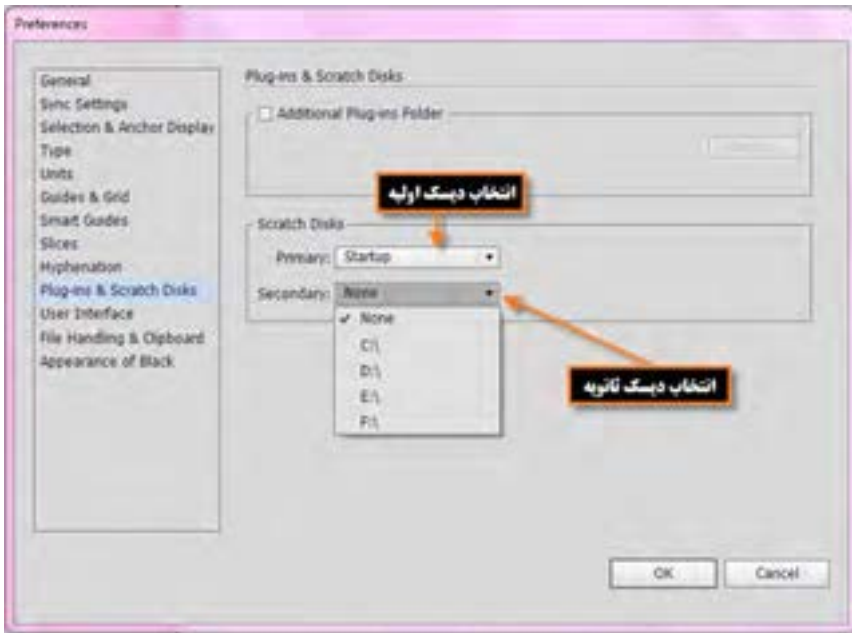 Preferences
General
Sync Settings
Selection & Anchor Display
Type
Units
Guides & Grid
Smart Guides
Slices
Hyphenation
Plug-ins & Scratch Disks
User Interface
File Handling & Clipboard
Appearance of Black
Plug-ins & Scratch Disks
Additional Plug-ins Folder
انتخاب دیسک اولیه
Scratch Disks
Primary: Startup
Secondary: None
None
C:\
D:\
E:\
F:\
انتخاب دیسک ثانویه
OK
Cancel